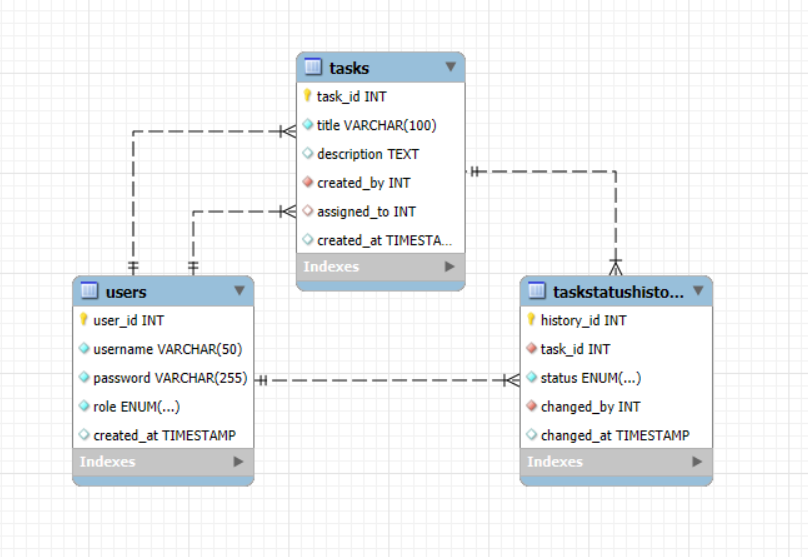 tasks
task_id INT
title VARCHAR(100)
description TEXT
created_by INT
assigned_to INT
created_at TIMESTA...
Indexes
users
user_id INT
username VARCHAR(50)
password VARCHAR(255)
role ENUM(...)
created_at TIMESTAMP
Indexes
taskstatushisto...
history_id INT
task_id INT
status ENUM(...)
changed_by INT
changed_at TIMESTAMP
Indexes